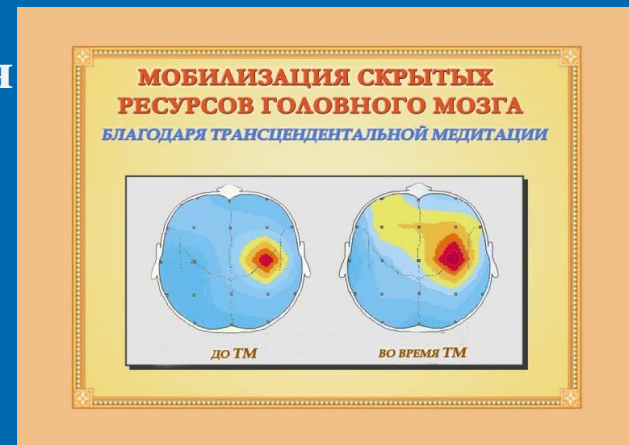 я
МОБИЛИЗАЦИЯ СКРЫТЫХ
РЕСУРСОВ ГОЛОВНОГО МОЗГА
БЛАГОДАРЯ ТРАНСЦЕНДЕНТАЛЬНОЙ МЕДИТАЦИИ
ДО ТМ
ВО ВРЕМЯ ТМ